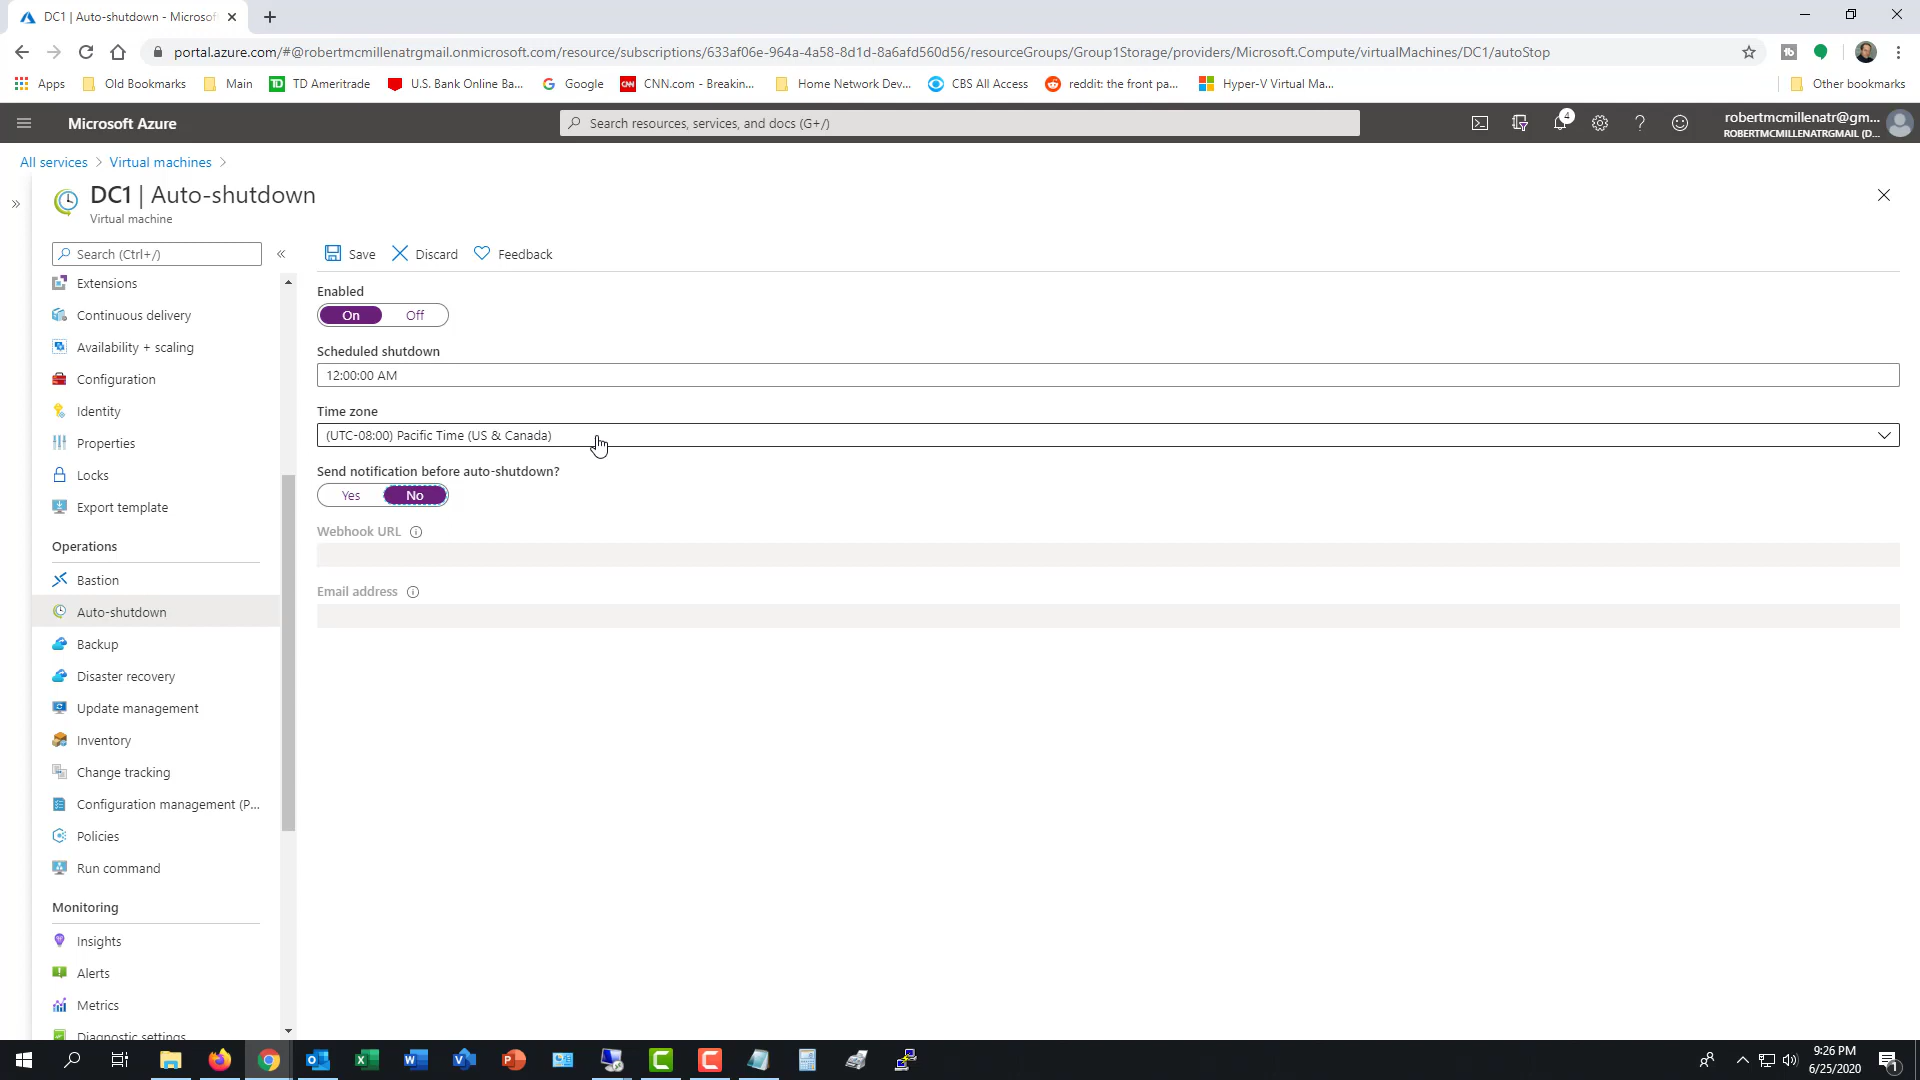 DC1 | Auto-shutdown - Microsof
portal.azure.com/#@robertmcmillenatrgmail.onmicrosoft.com/resource/subscriptions/633af06e-964a-4a58-8d1d-8a6afd560d56/resourceGroups/Group1Storage/providers/Microsoft.Compute/virtualMachines/DC1/autoStop
Apps Old Bookmarks Main TD Ameritrade U.S. Bank Online Ba... Google CNN.com - Breakin... Home Network Dev... CBS All Access reddit: the front pa... Hyper-V Virtual Ma... Other bookmarks
Microsoft Azure
Search resources, services, and docs (G+/)
4
robertmcmillenatr@gm...
ROBERTMCMILLENATRGMAIL (D...
All services > Virtual machines >
DC1 | Auto-shutdown
Virtual machine
Search (Ctrl+/)
Save Discard Feedback
Extensions
Continuous delivery
Availability + scaling
Configuration
Identity
Properties
Locks
Export template
Operations
Bastion
Auto-shutdown
Backup
Disaster recovery
Update management
Inventory
Change tracking
Configuration management (P...
Policies
Run command
Monitoring
Insights
Alerts
Metrics
Diagnostic settings
Enabled
On Off
Scheduled shutdown
12:00:00 AM
Time zone
(UTC-08:00) Pacific Time (US & Canada)
Send notification before auto-shutdown?
Yes No
Webhook URL
Email address
9:26 PM
6/25/2020
1